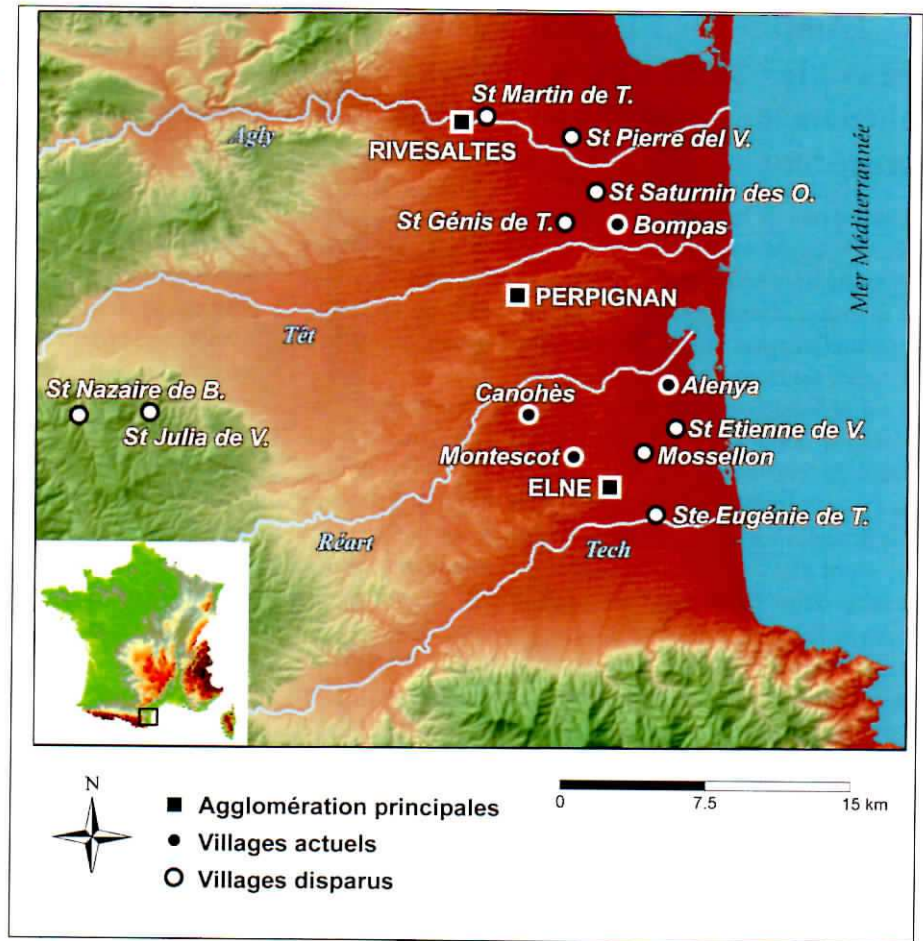 St Martin de T.
Agly
RIVESALTES
St Pierre del V.
St Saturnin des O.
St Génis de T.
Bompas
Mer Méditerrannée
PERPIGNAN
Têt
St Nazaire de B.
St Julia de V.
Canohès
Alenya
St Etienne de V.
Montescot
Mossellon
ELNE
Ste Eugénie de T.
Réart
Tech
N
Agglomération principales
Villages actuels
Villages disparus
0 7.5 15 km